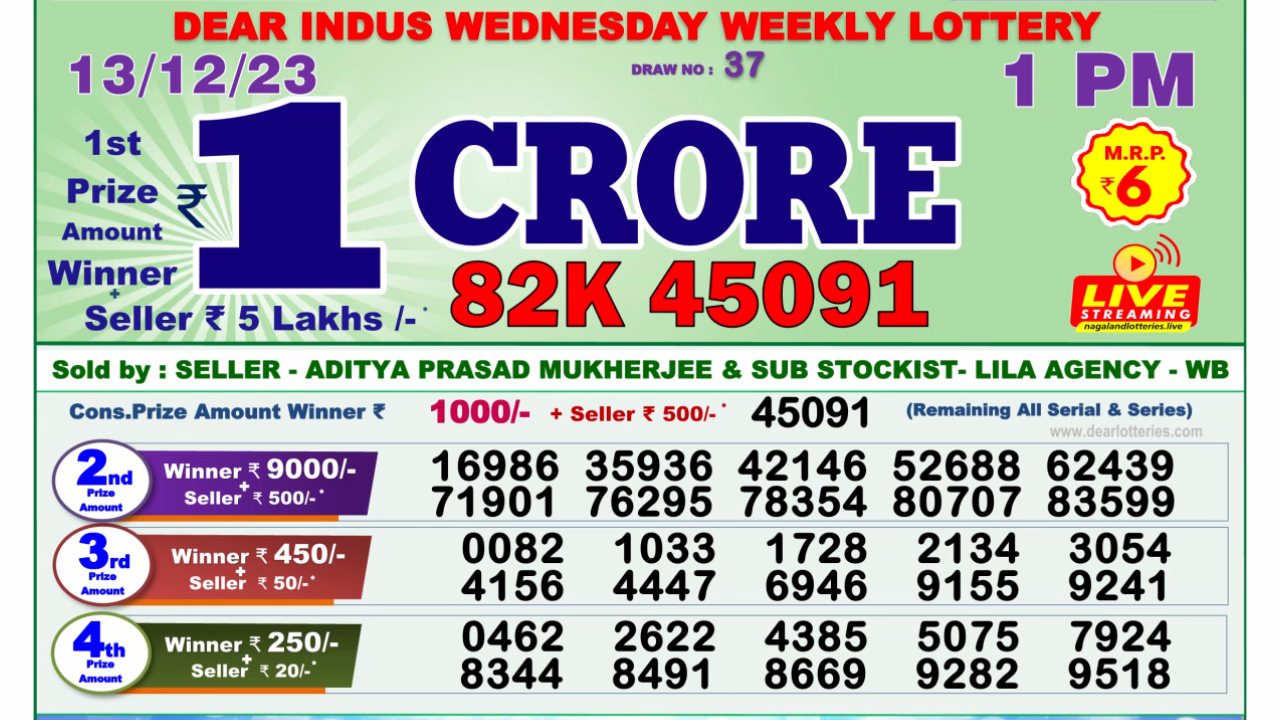 DEAR INDUS WEDNESDAY WEEKLY LOTTERY
13/12/23
DRAW NO : 37
1 PM
1st
Prize
Amount
Winner
+
Seller ₹ 5 Lakhs /-*
₹ 1 CRORE
82K 45091
M.R.P.
₹6
LIVE
STREAMING
nagalandlotteries.live
Sold by : SELLER - ADITYA PRASAD MUKHERJEE & SUB STOCKIST- LILA AGENCY - WB
Cons.Prize Amount Winner ₹ 1000/- + Seller ₹ 500/-* 45091 (Remaining All Serial & Series)
www.dearlotteries.com
2nd
Prize
Amount
Winner ₹ 9000/-
+
Seller ₹ 500/-*
16986 35936 42146 52688 62439
71901 76295 78354 80707 83599
3rd
Prize
Amount
Winner ₹ 450/-
+
Seller ₹ 50/-*
0082 1033 1728 2134 3054
4156 4447 6946 9155 9241
4th
Prize
Amount
Winner ₹ 250/-
+
Seller ₹ 20/-*
0462 2622 4385 5075 7924
8344 8491 8669 9282 9518